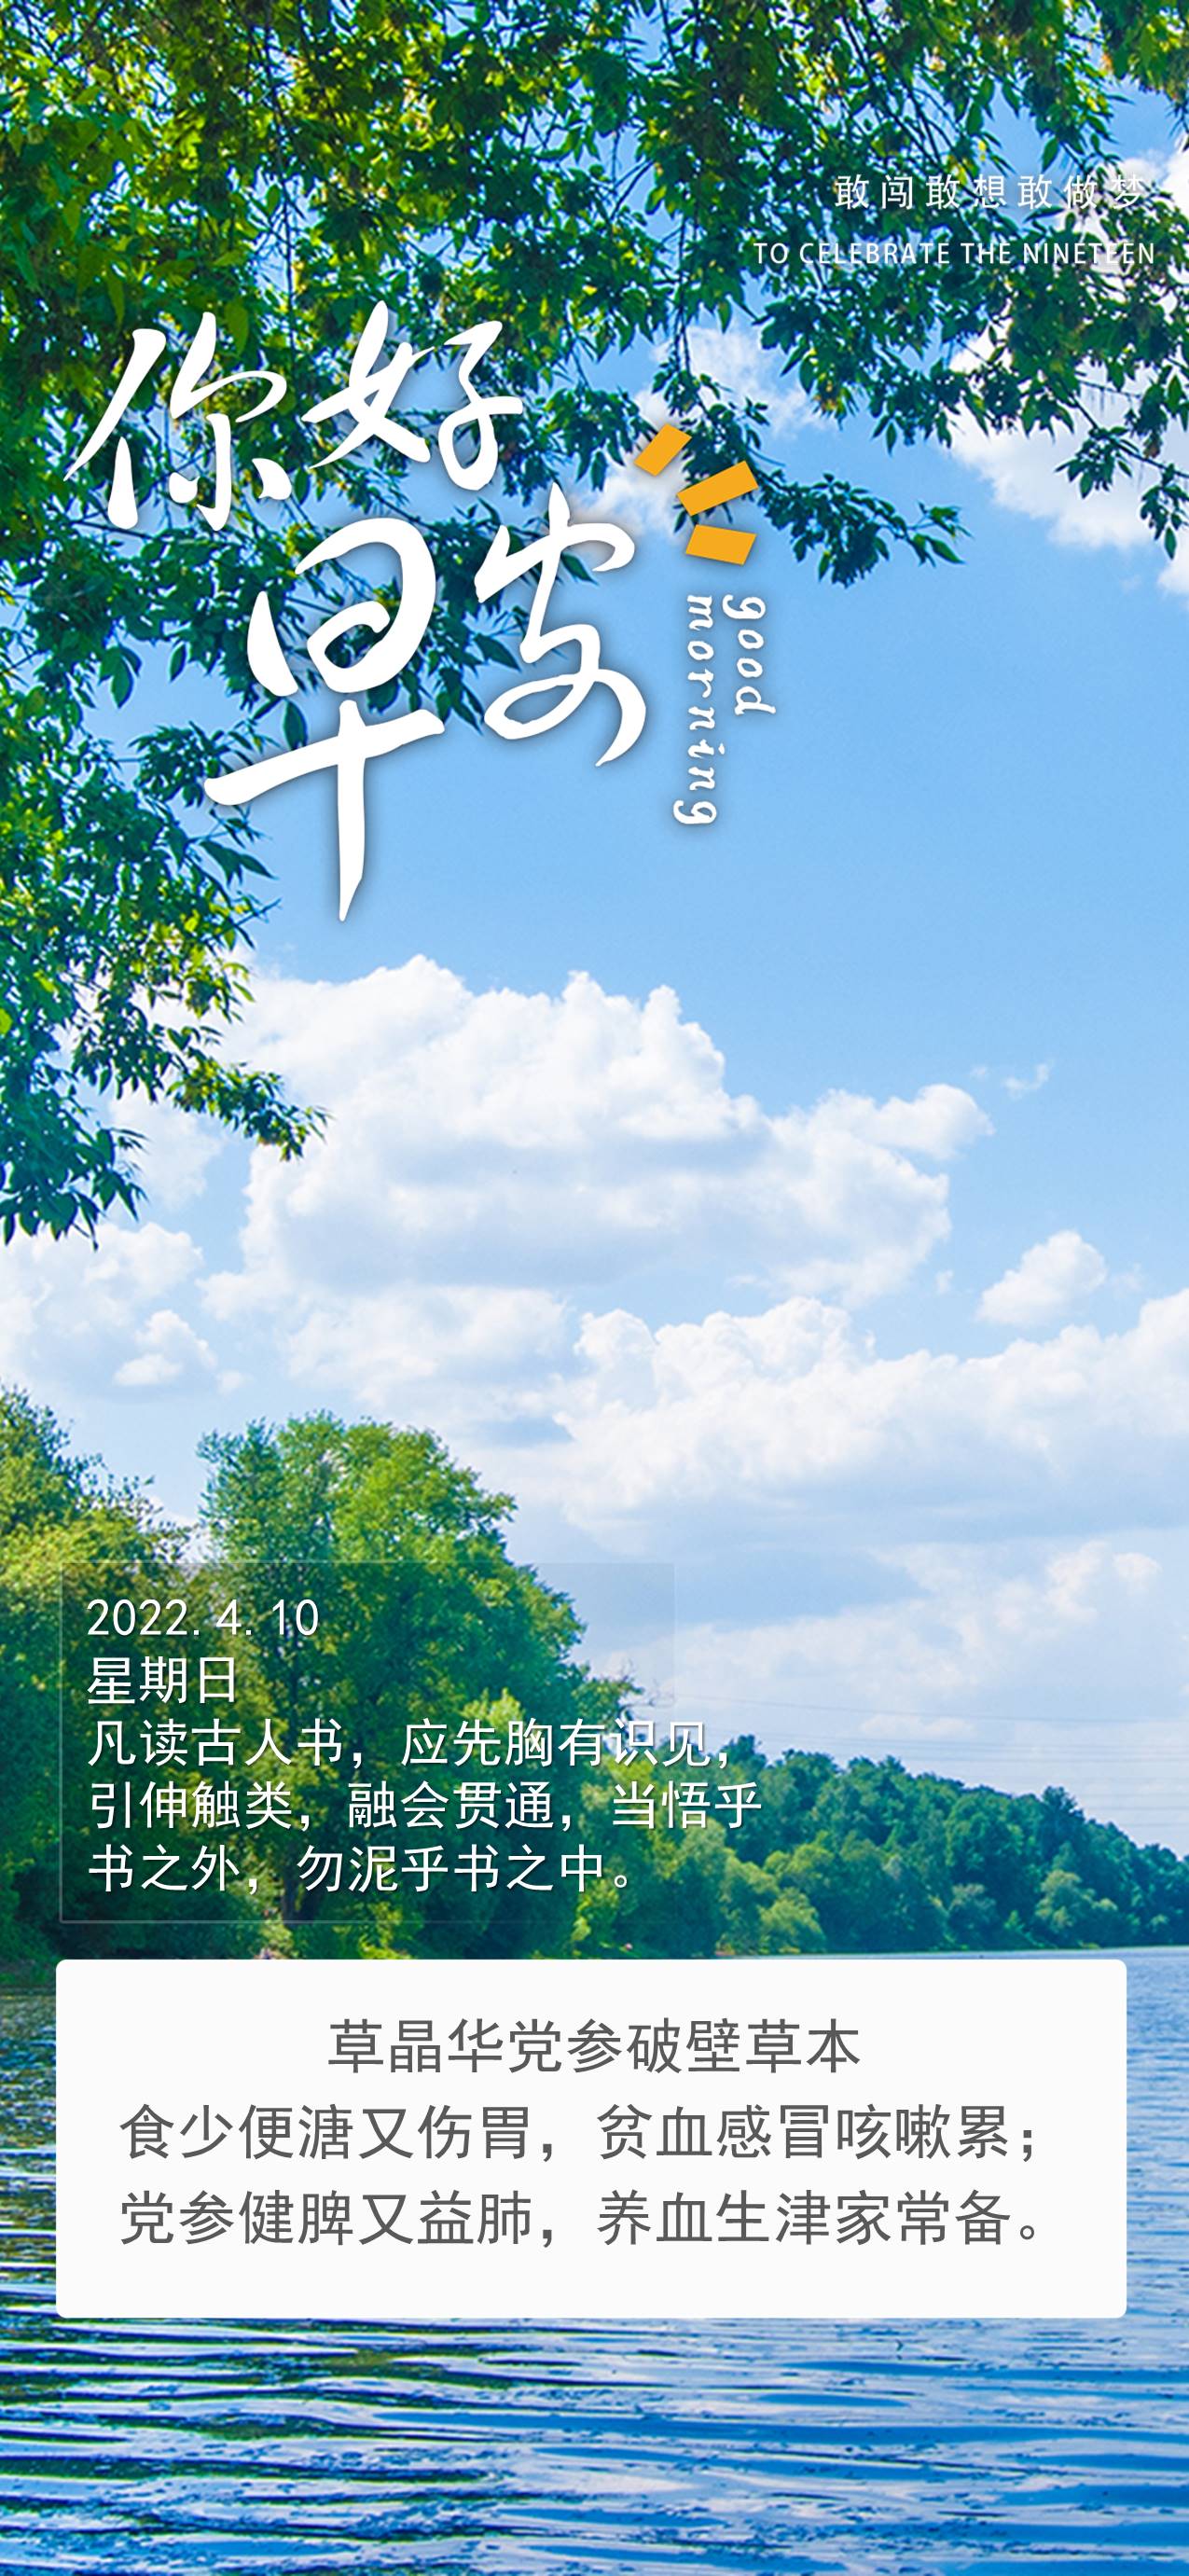 敢闯敢想敢做梦
TO CELEBRATE THE NINETEEN
你好
早安
good
morning
2022.4.10
星期日
凡读古人书，应先胸有识见，
引伸触类，融会贯通，当悟乎
书之外，勿泥乎书之中。
草晶华党参破壁草本
食少便溏又伤胃，贫血感冒咳嗽累；
党参健脾又益肺，养血生津家常备。